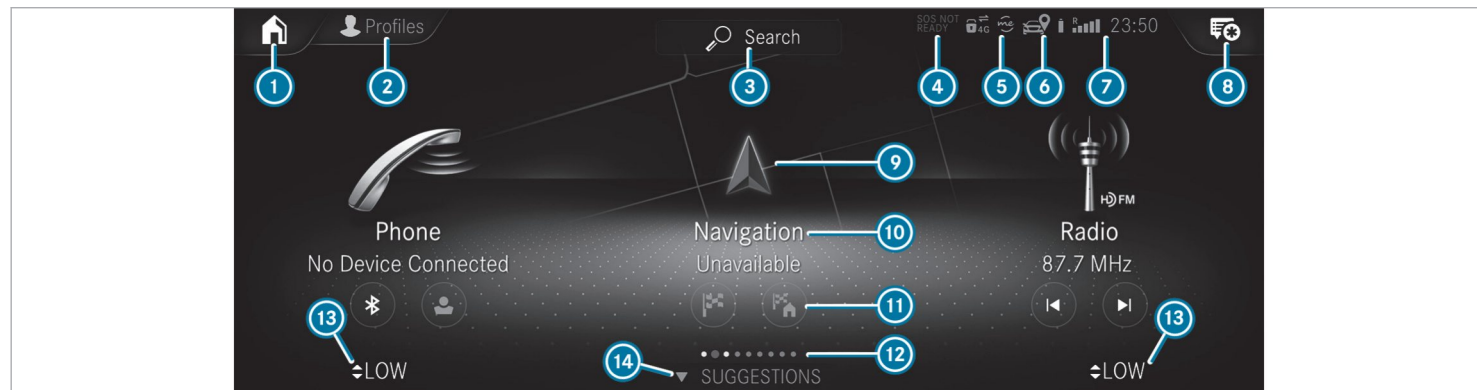 Profiles
Search
SOS NOT
READY
4G
me
R
23:50
1
2
3
4
5
6
7
8
9
HD FM
Phone
Navigation
10
Radio
No Device Connected
Unavailable
87.7 MHz
11
13
13
12
14
LOW
SUGGESTIONS
LOW